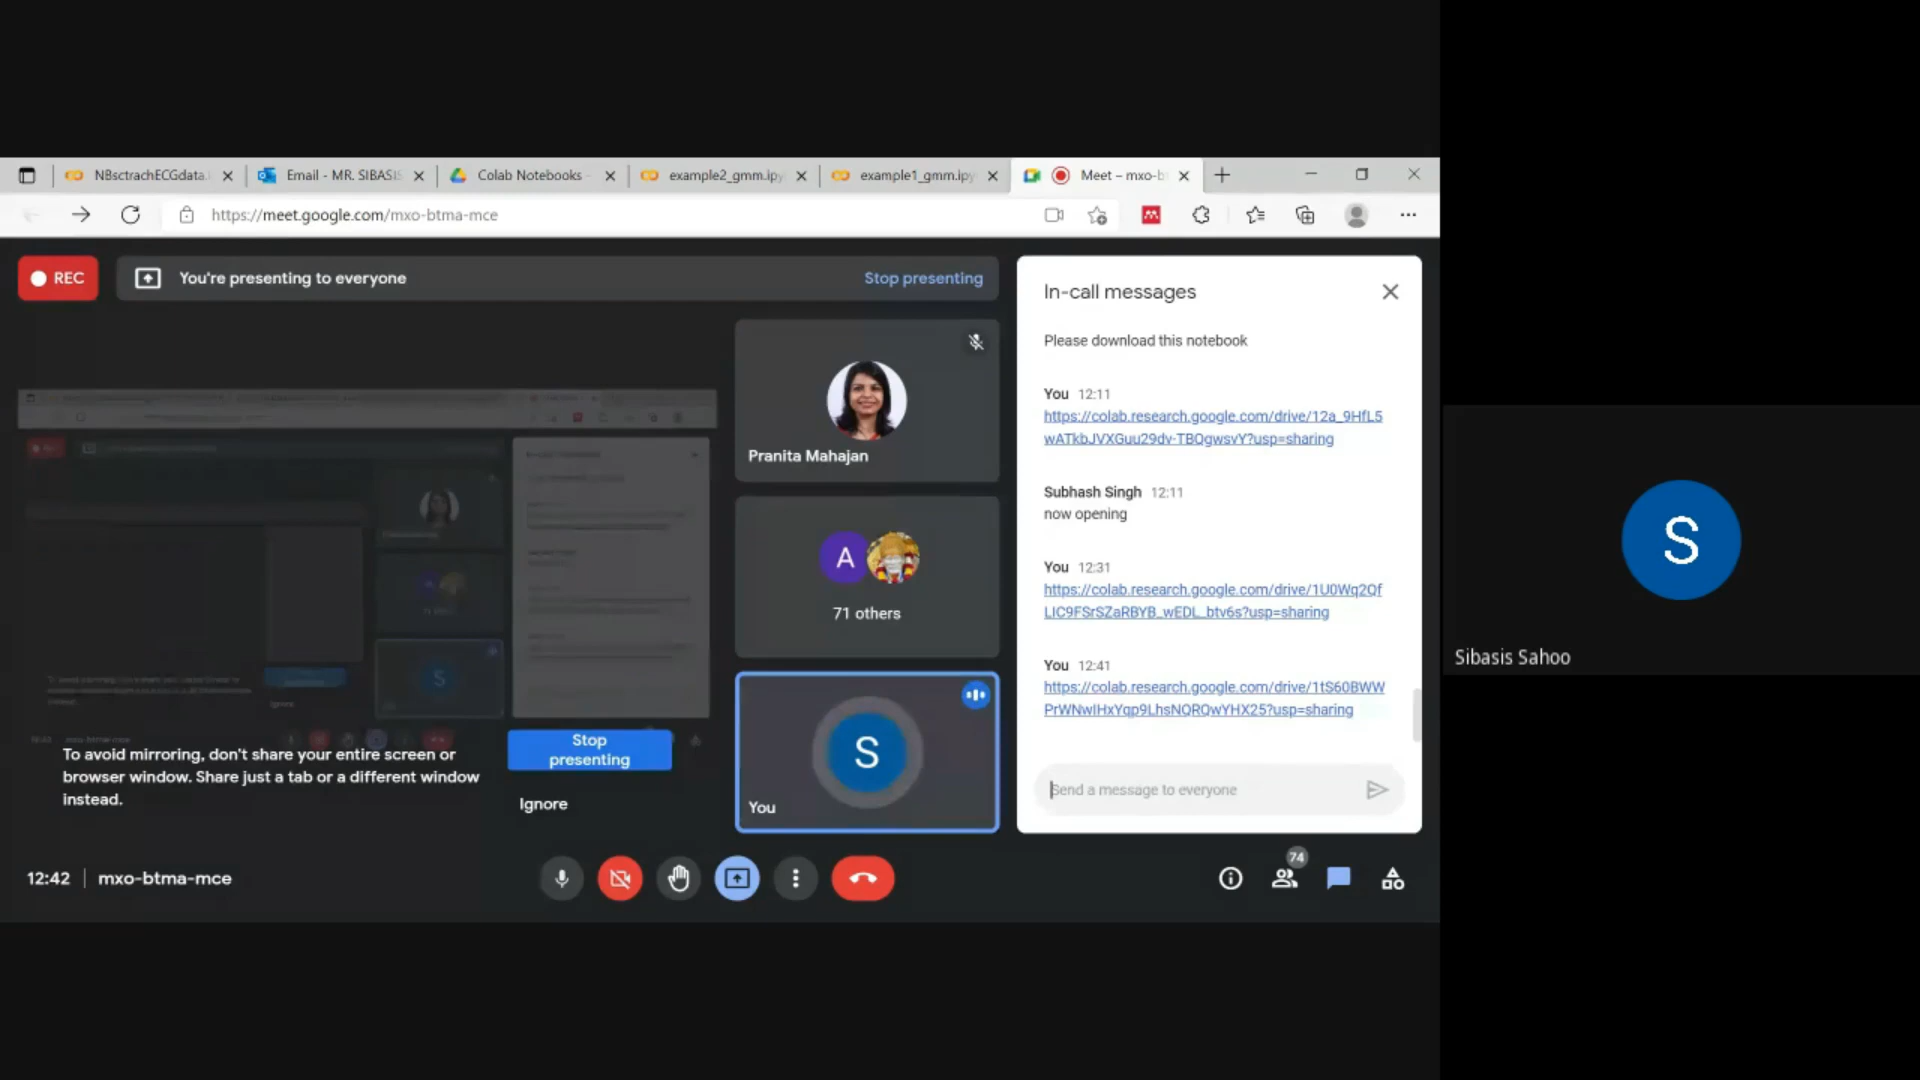 NBsctrachECGdata.
Email - MR. SIBASIS
Colab Notebooks -
example2_gmm.ipy
example1_gmm.ipy
Meet – mxo-b
https://meet.google.com/mxo-btma-mce
REC
You're presenting to everyone
Stop presenting
In-call messages
Please download this notebook
You 12:11
https://colab.research.google.com/drive/12a_9HfL5
wATkbJVXGuu29dv-TBQgwsvY?usp=sharing
Subhash Singh 12:11
now opening
You 12:31
https://colab.research.google.com/drive/1U0Wq2Qf
LIC9FSrSZaRBYB_wEDL_btv6s?usp=sharing
You 12:41
https://colab.research.google.com/drive/1tS60BWW
PrWNwIHxYqp9LhsNQRQwYHX25?usp=sharing
Send a message to everyone
Pranita Mahajan
A
71 others
S
You
To avoid mirroring, don't share your entire screen or
browser window. Share just a tab or a different window
instead.
Stop
presenting
Ignore
12:42 | mxo-btma-mce
74
S
Sibasis Sahoo